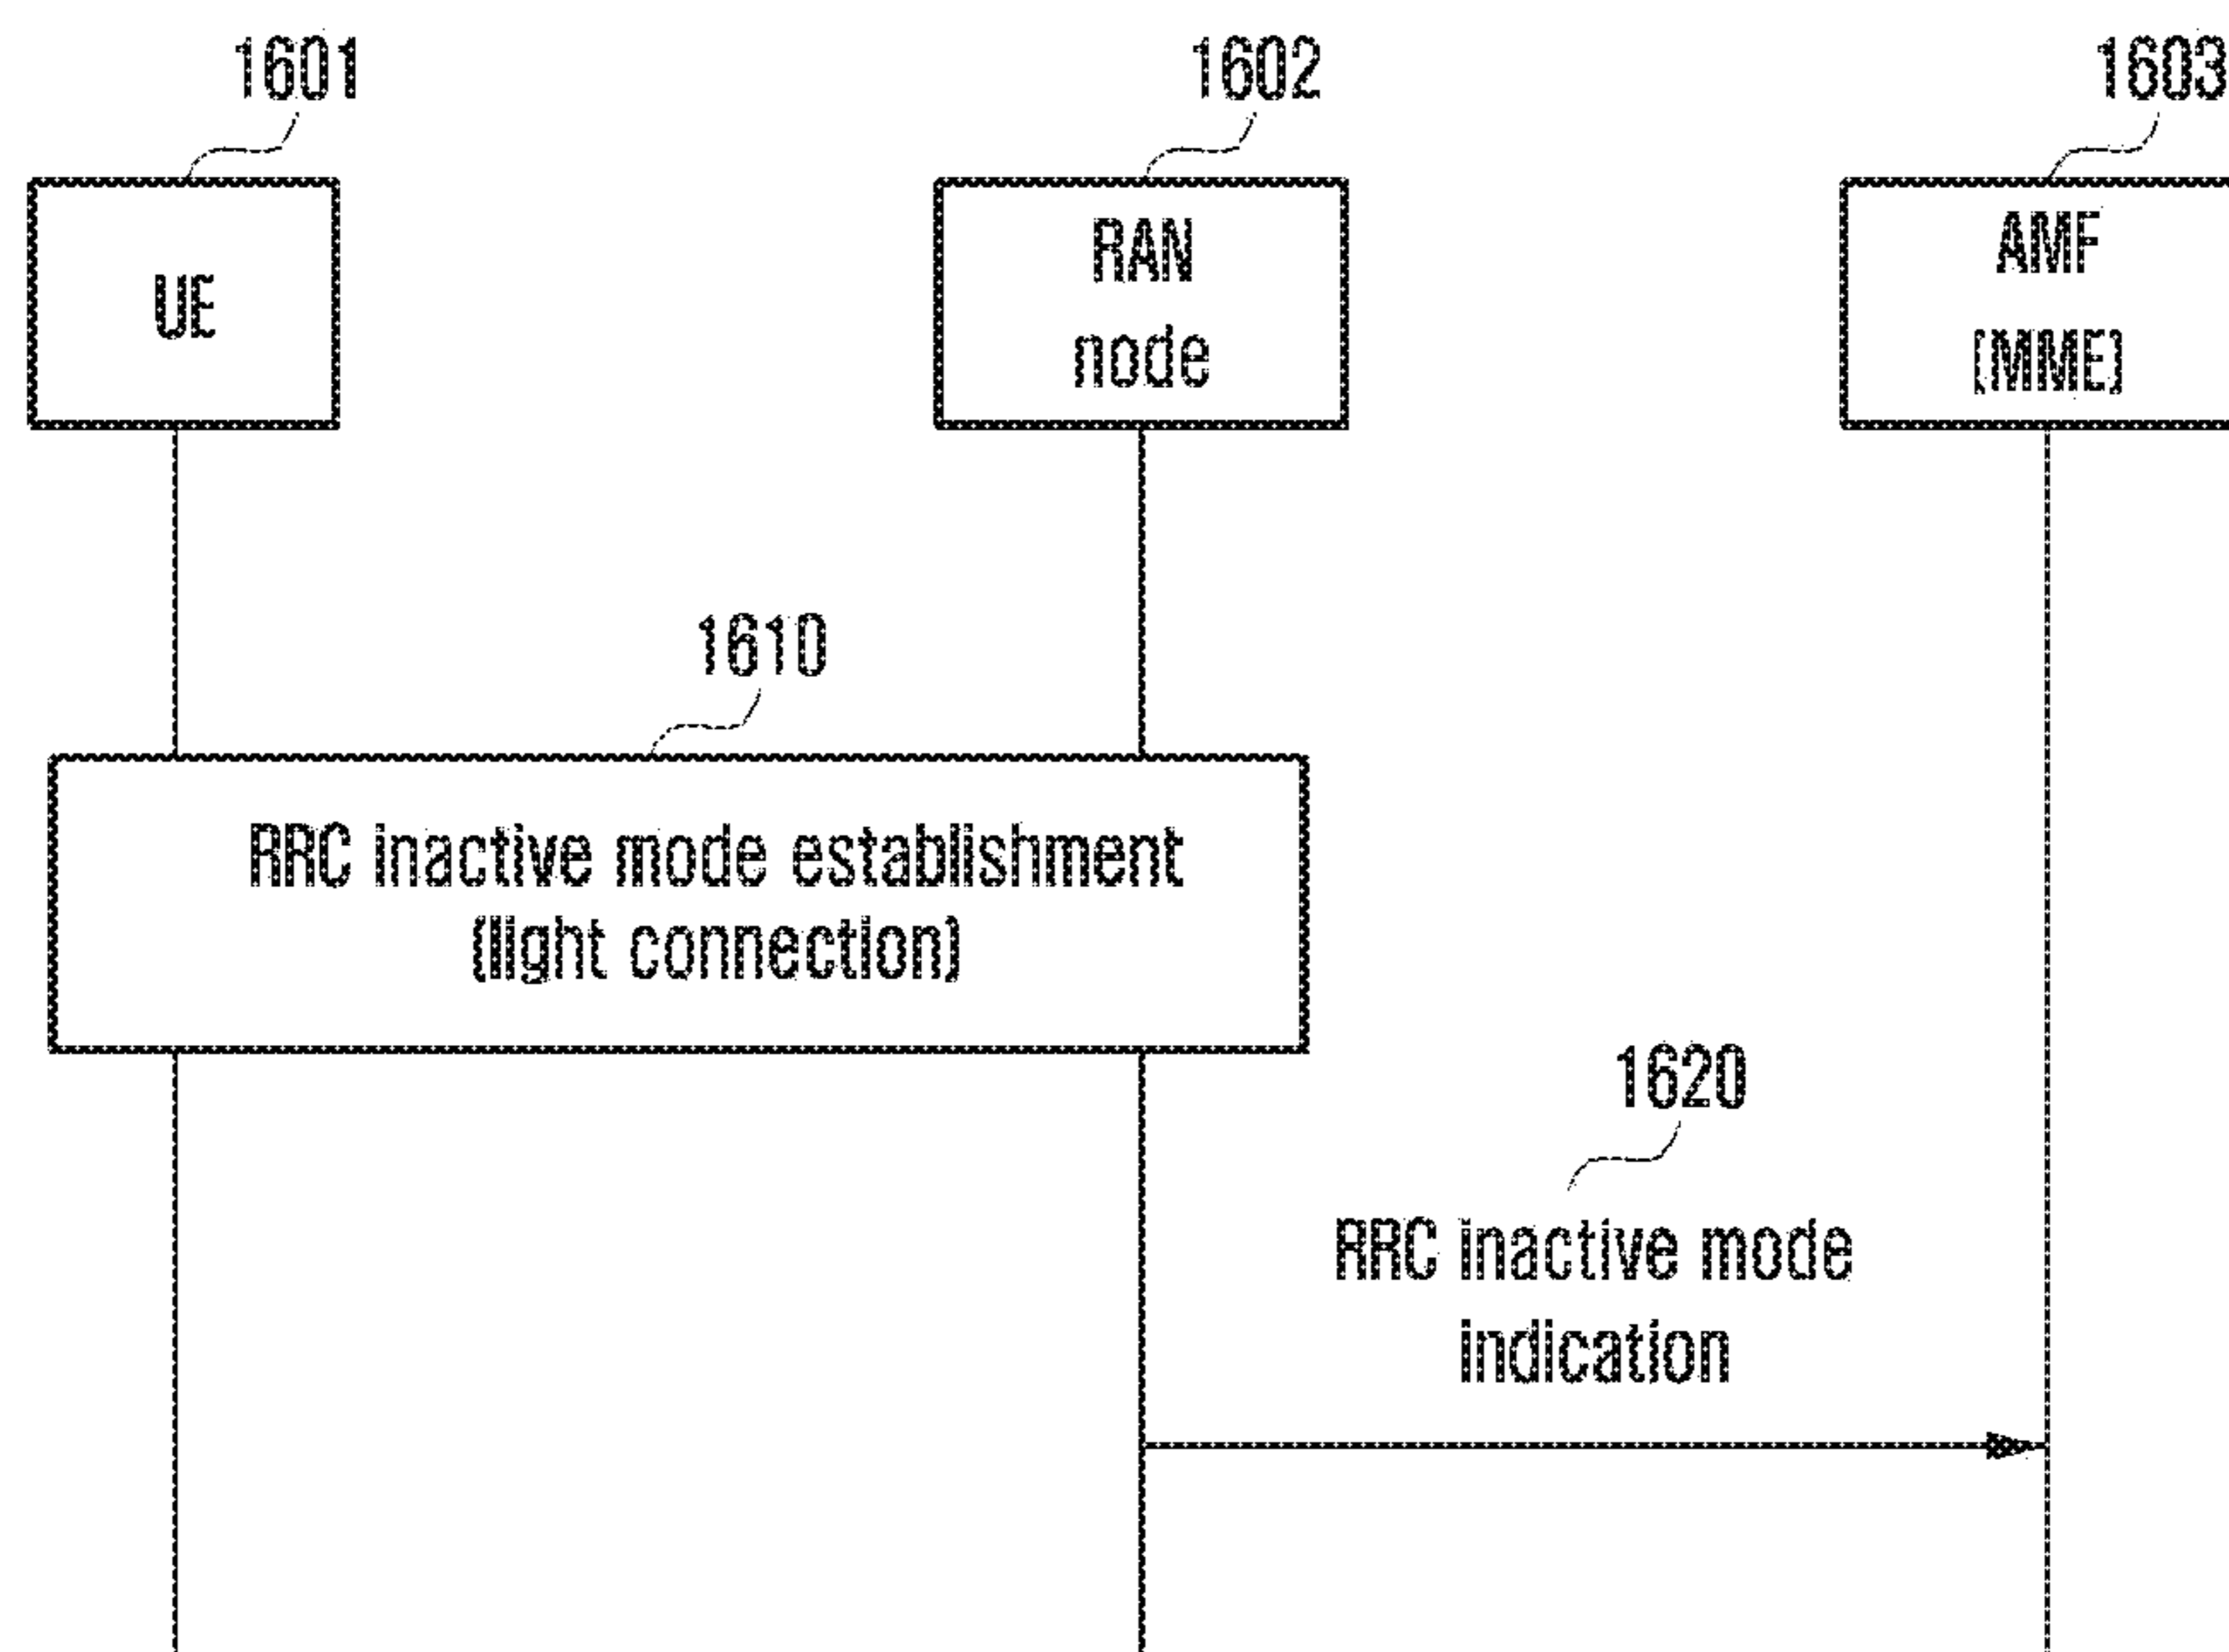 1601
1602
1603
UE
RAN
node
AMF
(MME)
1610
RRC inactive mode establishment
(light connection)
1620
RRC inactive mode
indication